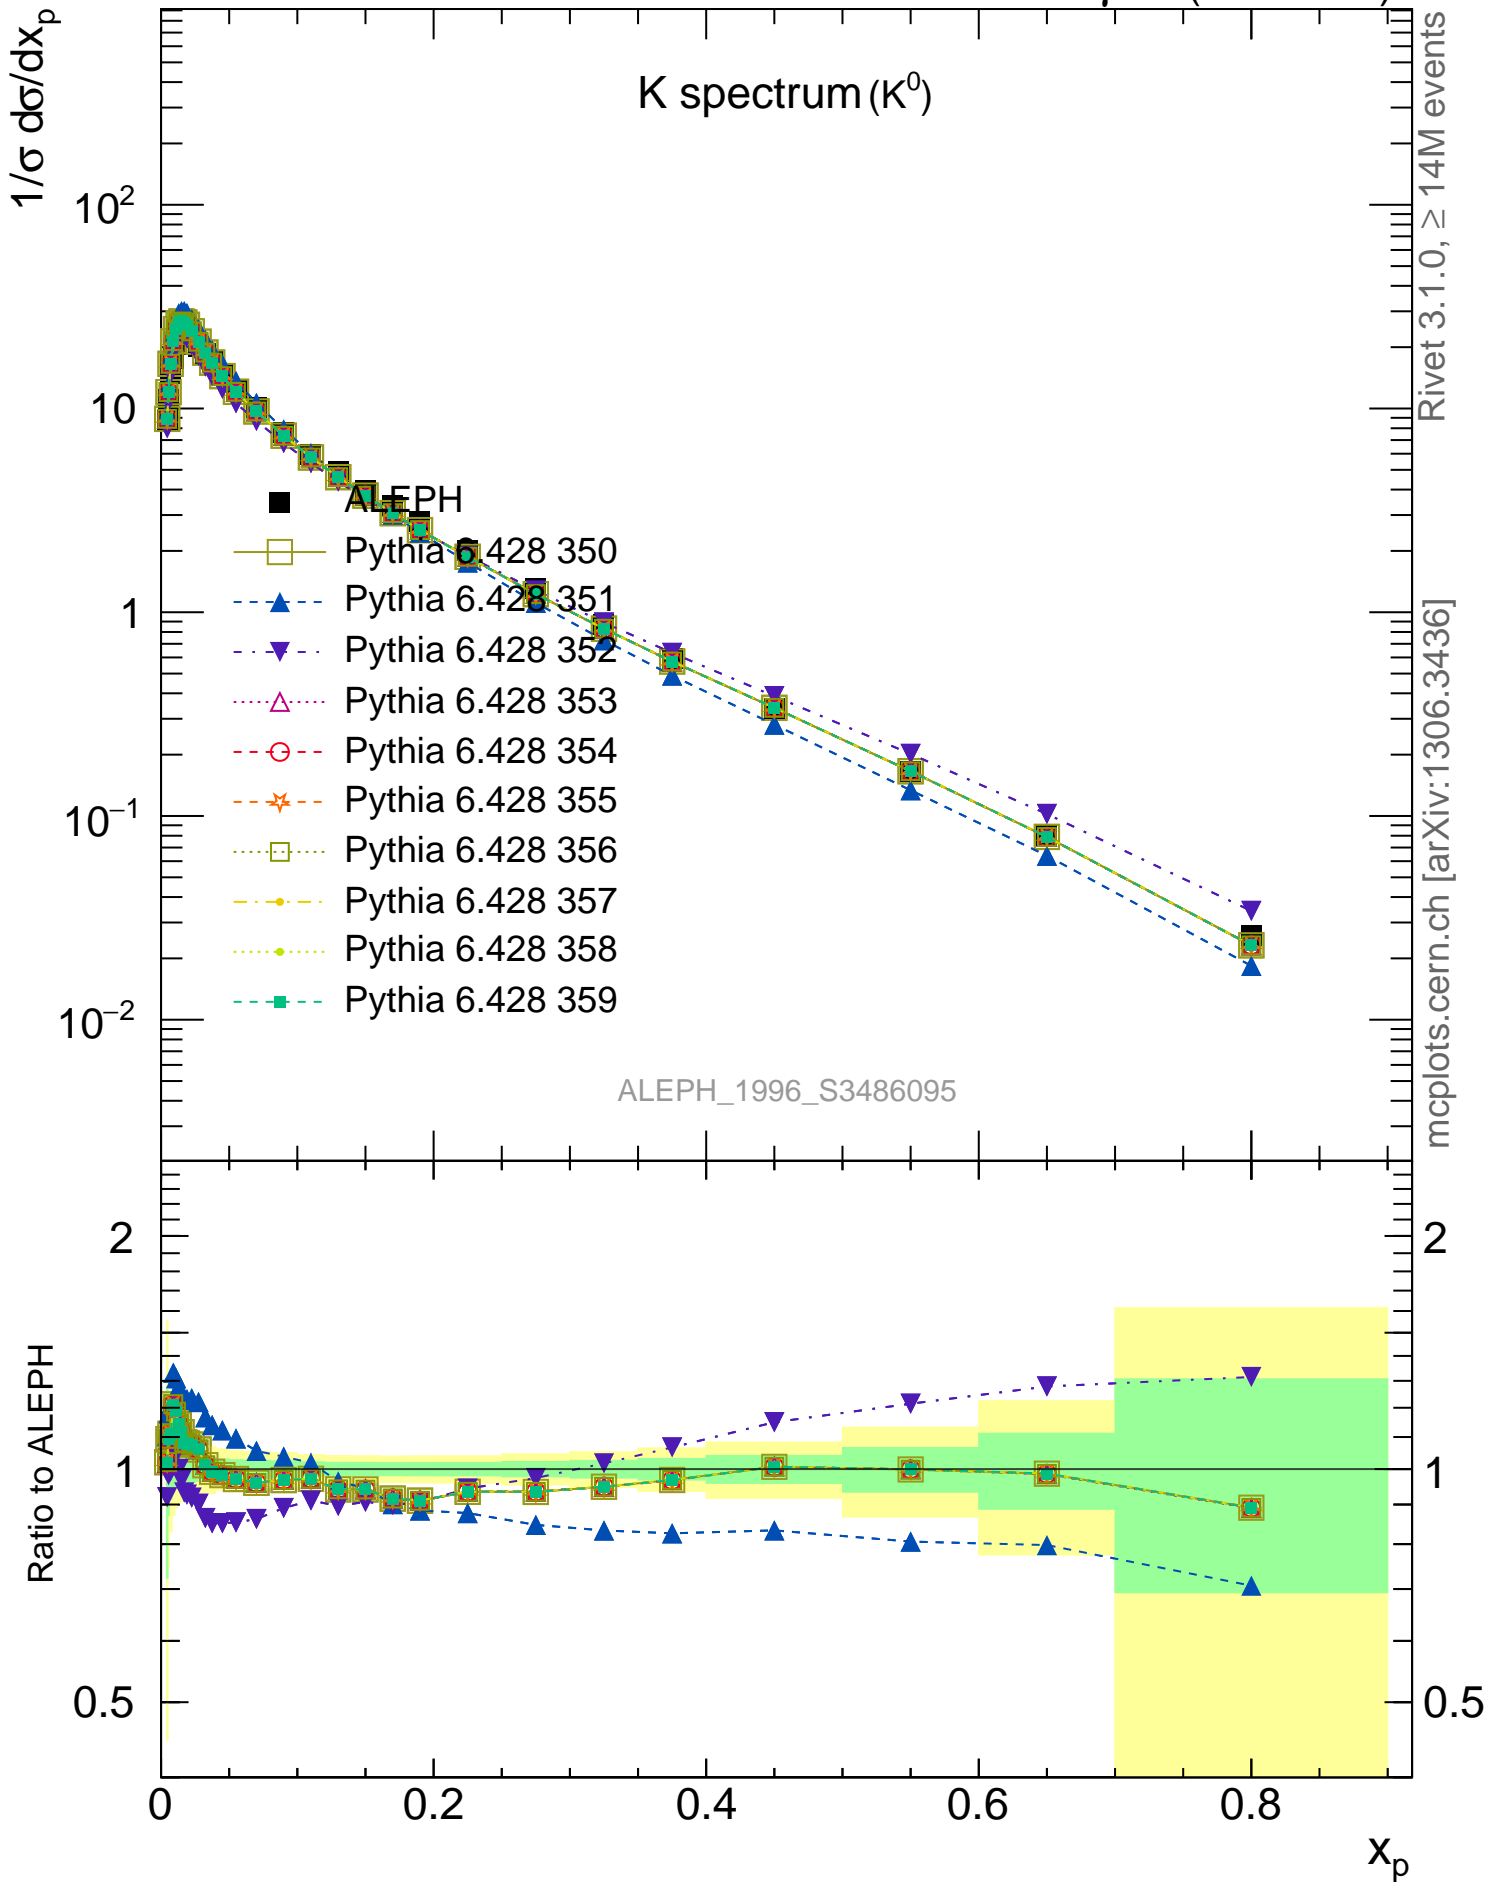 K spectrum (K⁰)
1/σ dσ/dxₚ
10²
10
1
10⁻¹
10⁻²
ALEPH
Pythia 6.428 350
Pythia 6.428 351
Pythia 6.428 352
Pythia 6.428 353
Pythia 6.428 354
Pythia 6.428 355
Pythia 6.428 356
Pythia 6.428 357
Pythia 6.428 358
Pythia 6.428 359
ALEPH_1996_S3486095
Rivet 3.1.0, ≥ 14M events
mcplots.cern.ch [arXiv:1306.3436]
Ratio to ALEPH
2
1
0.5
2
1
0.5
0 0.2 0.4 0.6 0.8
xₚ